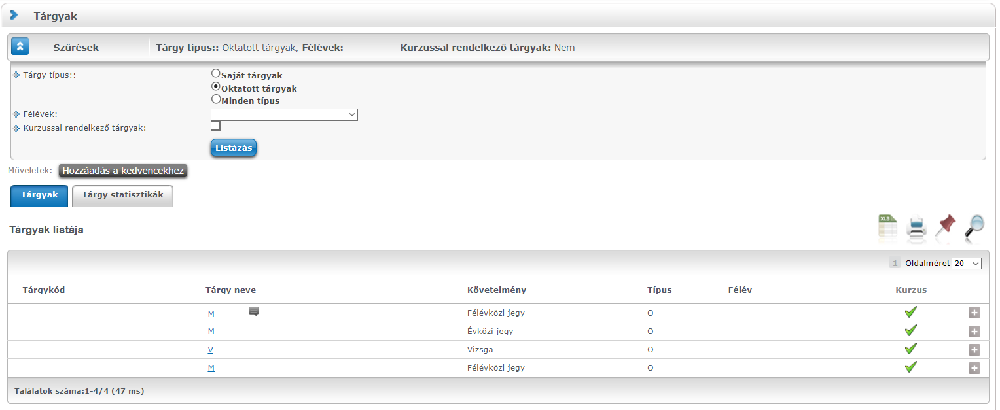 Tárgyak
Szűrések Tárgy típus:: Oktatott tárgyak, Félévek: Kurzussal rendelkező tárgyak: Nem
Tárgy típus:: Saját tárgyak
Oktatott tárgyak
Minden típus
Félévek:
Kurzussal rendelkező tárgyak:
Listázás
Műveletek: Hozzáadás a kedvencekhez
Tárgyak Tárgy statisztikák
XLS
Tárgyak listája
1 Oldalméret 20
Tárgykód Tárgy neve Követelmény Típus Félév Kurzus
M Félévközi jegy O
M Évközi jegy O
V Vizsga O
M Félévközi jegy O
Találatok száma:1-4/4 (47 ms)